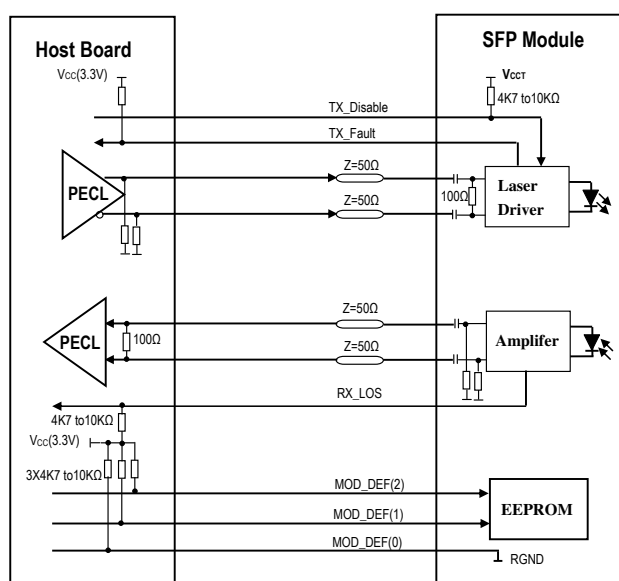 Host Board
SFP Module
Vcc(3.3V)
VCCT
4K7 to10KΩ
TX_Disable
TX_Fault
PECL
Z=50Ω
Z=50Ω
100Ω
Laser
Driver
PECL
100Ω
Z=50Ω
Z=50Ω
Amplifer
RX_LOS
4K7 to10KΩ
Vcc(3.3V)
3X4K7 to10KΩ
MOD_DEF(2)
MOD_DEF(1)
MOD_DEF(0)
EEPROM
RGND